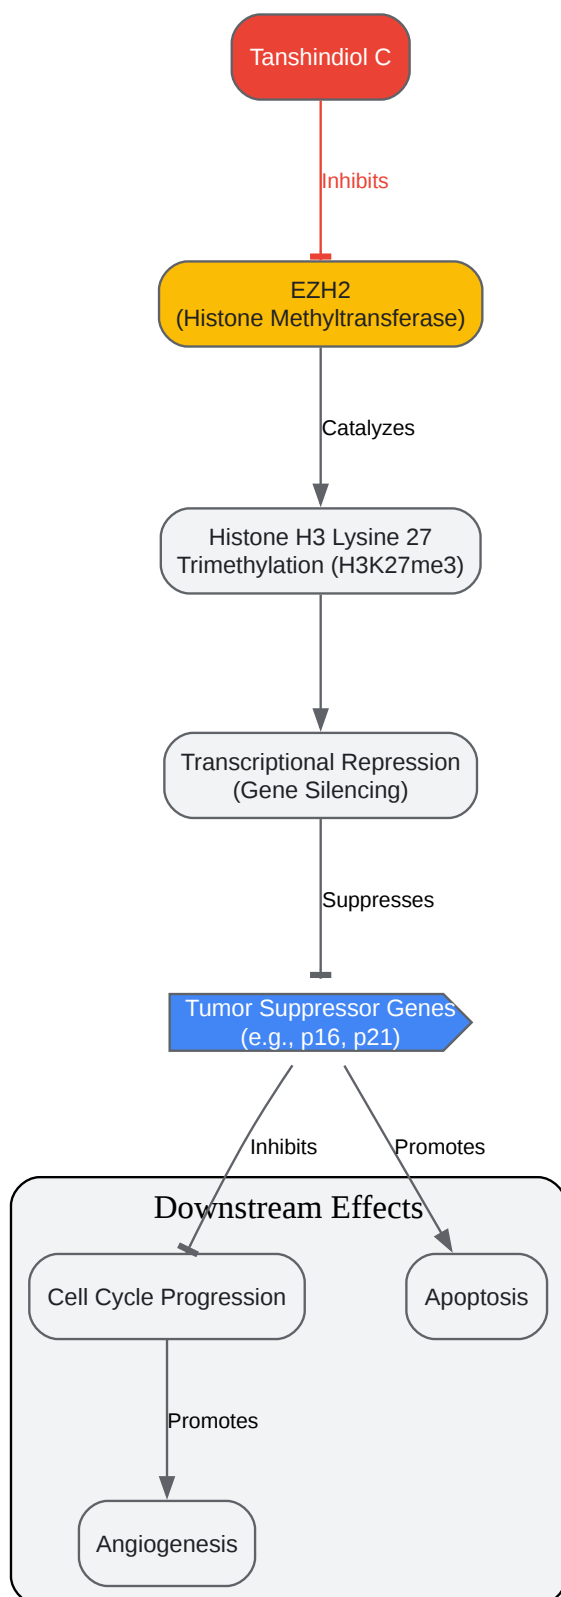 Tanshindiol C
Inhibits
EZH2
(Histone Methyltransferase)
Catalyzes
Histone H3 Lysine 27
Trimethylation (H3K27me3)
Transcriptional Repression
(Gene Silencing)
Suppresses
Tumor Suppressor Genes
(e.g., p16, p21)
Inhibits
Promotes
Downstream Effects
Cell Cycle Progression
Apoptosis
Promotes
Angiogenesis